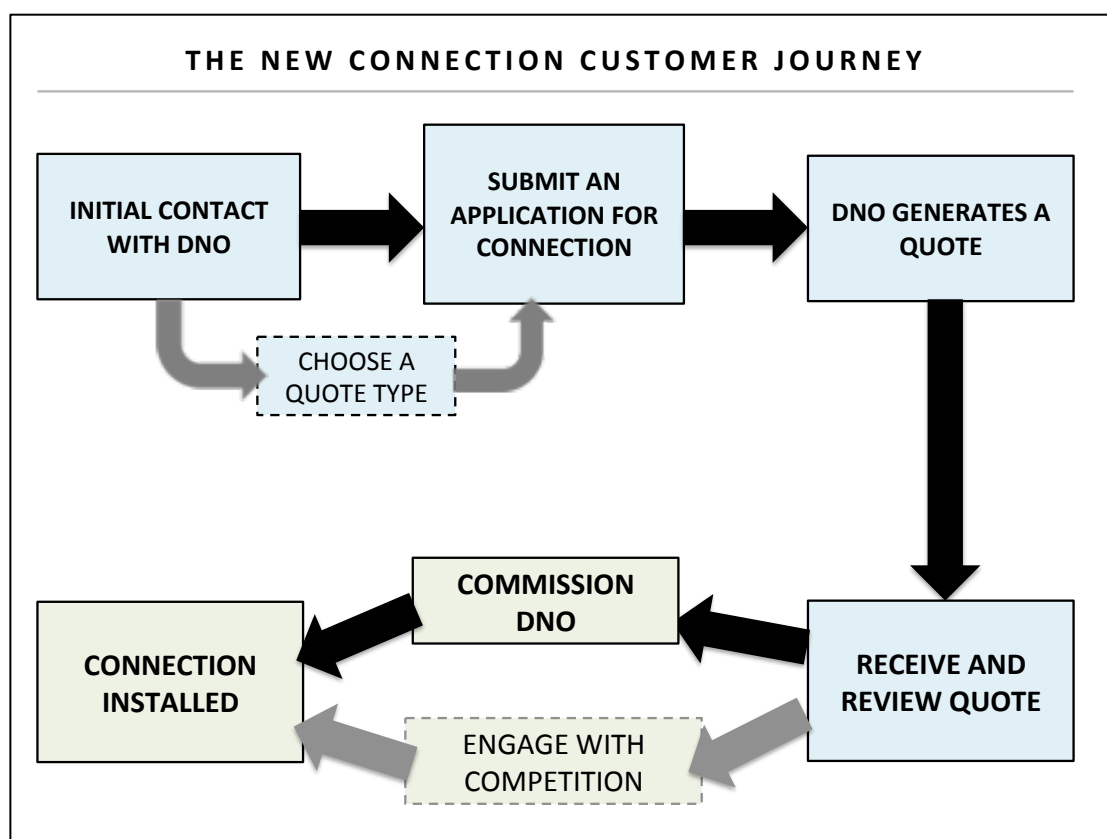 THE NEW CONNECTION CUSTOMER JOURNEY
INITIAL CONTACT
WITH DNO
SUBMIT AN
APPLICATION FOR
CONNECTION
DNO GENERATES A
QUOTE
CHOOSE A
QUOTE TYPE
RECEIVE AND
REVIEW QUOTE
COMMISSION
DNO
ENGAGE WITH
COMPETITION
CONNECTION
INSTALLED